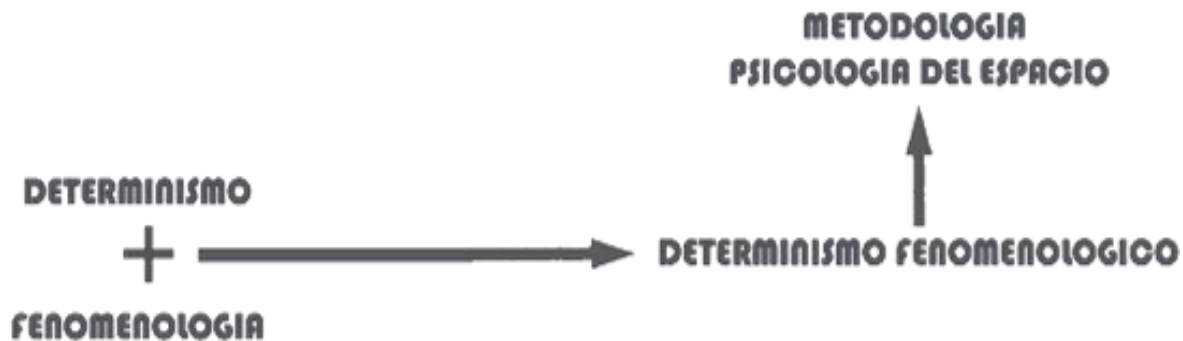 METODOLOGIA
PSICOLOGIA DEL ESPACIO
DETERMINISMO
+
FENOMENOLOGIA
DETERMINISMO FENOMENOLOGICO